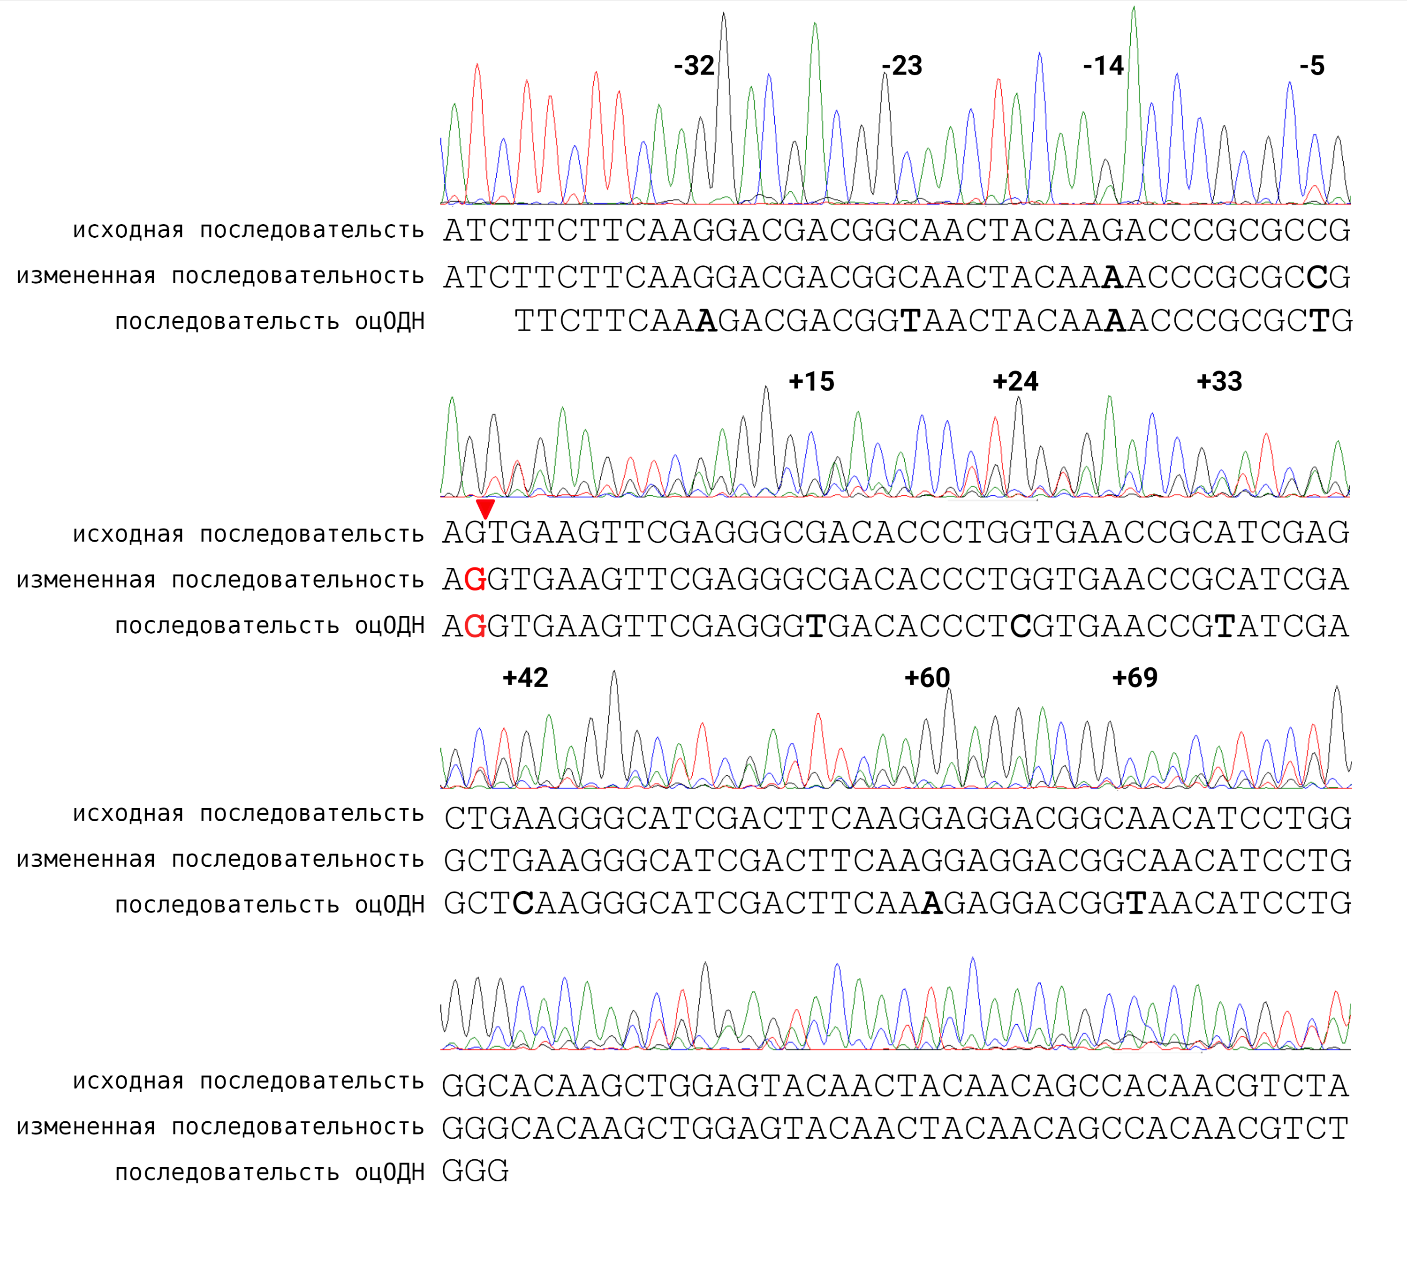 -32 -23 -14 -5
исходная последовательсть ATCTTCTTCAAGGACGACGGCAACTACAAGACCCGCGCCG
измененная последовательность ATCTTCTTCAAGGACGACGGCAACTACAAAACCCGCGCCG
последовательсть оцОДН TTCTTCAAAGACGACGGTAACTACAAAACCCGCGCTG
+15 +24 +33
исходная последовательсть AGTGAAGTTCGAGGGCGACACCCTGGTGAACCGCATCGAG
измененная последовательность AGGTGAAGTTCGAGGGCGACACCCTGGTGAACCGCATCGA
последовательсть оцОДН AGGTGAAGTTCGAGGGTGACACCCTCGTGAACCGTATCGA
+42 +60 +69
исходная последовательсть CTGAAGGGCATCGACTTCAAGGAGGACGGCAACATCCTGG
измененная последовательность GCTGAAGGGCATCGACTTCAAGGAGGACGGCAACATCCTG
последовательсть оцОДН GCTCAAGGGCATCGACTTCAAAGAGGACGGTAACATCCTG
исходная последовательсть GGCACAAGCTGGAGTACAACTACAACAGCCACAACGTCTA
измененная последовательность GGGCACAAGCTGGAGTACAACTACAACAGCCACAACGTCT
последовательсть оцОДН GGG